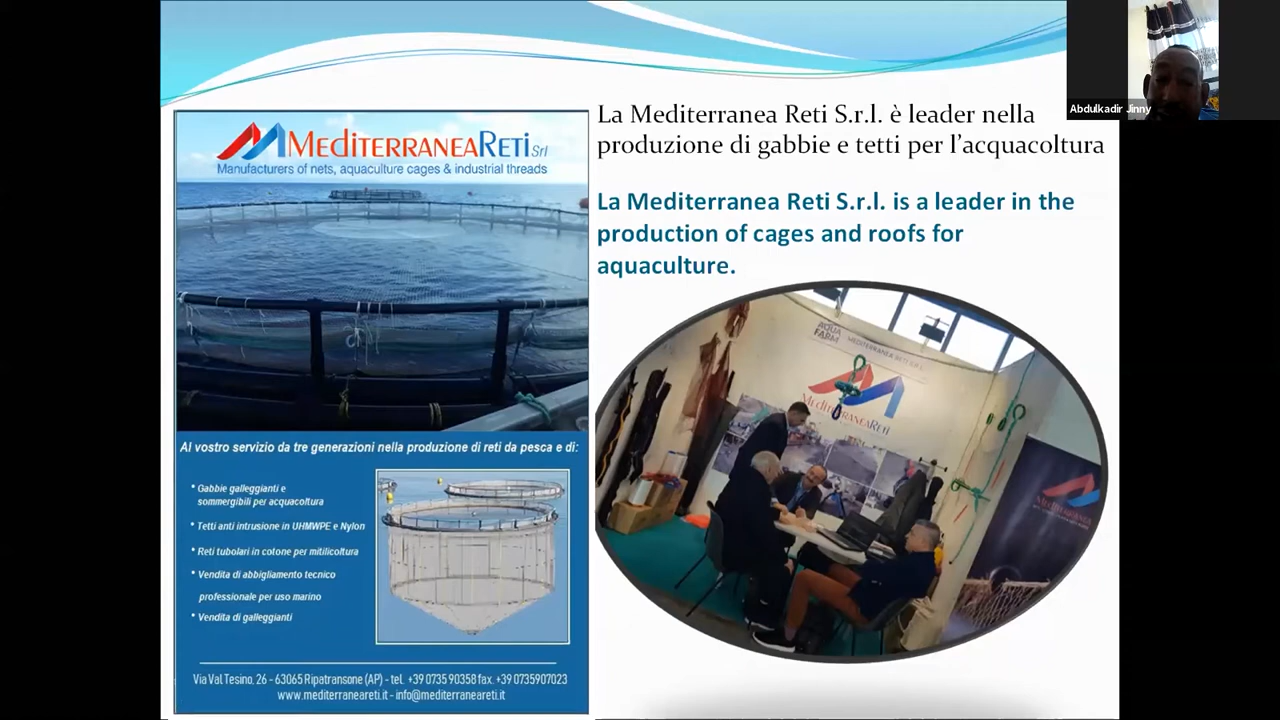 MEDITERRANEARETI Srl
Manufacturers of nets, aquaculture cages & industrial threads
Al vostro servizio da tre generazioni nella produzione di reti da pesca e di:
* Gabbie galleggianti e
sommergibili per acquacoltura
* Tetti anti intrusione in UHMWPE e Nylon
* Reti tubolari in cotone per mitilicoltura
* Vendita di abbigliamento tecnico
professionale per uso marino
* Vendita di galleggianti
Via Val Tesino, 26 - 63065 Ripatransone (AP) - tel. +39 0735 90358 fax. +39 0735907023
www.mediterraneareti.it - info@mediterraneareti.it
La Mediterranea Reti S.r.l. è leader nella
produzione di gabbie e tetti per l'acquacoltura
La Mediterranea Reti S.r.l. is a leader in the
production of cages and roofs for
aquaculture.
AQUA
FARM
MEDITERRANEA RETI S.R.L.
MEDITERRANEARETI
MEDITERRANEA
Abdulkadir Jinny